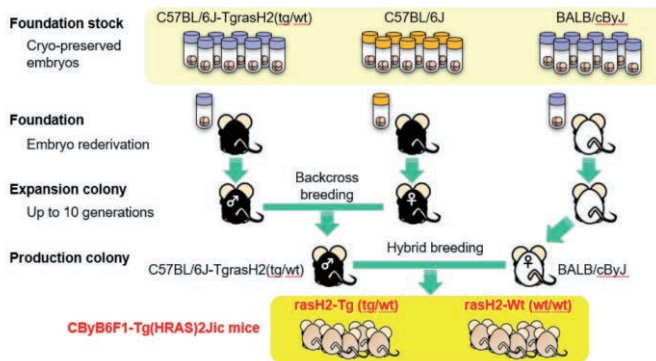 Foundation stock
Cryo-preserved
embryos
C57BL/6J-TgrasH2(tg/wt)
C57BL/6J
BALB/cByJ
Foundation
Embryo rederivation
Expansion colony
Up to 10 generations
♂
Backcross
breeding
♀
Production colony
C57BL/6J-TgrasH2(tg/wt)
♂
Hybrid breeding
♀
BALB/cByJ
CByB6F1-Tg(HRAS)2Jic mice
rasH2-Tg (tg/wt)
rasH2-Wt (wt/wt)